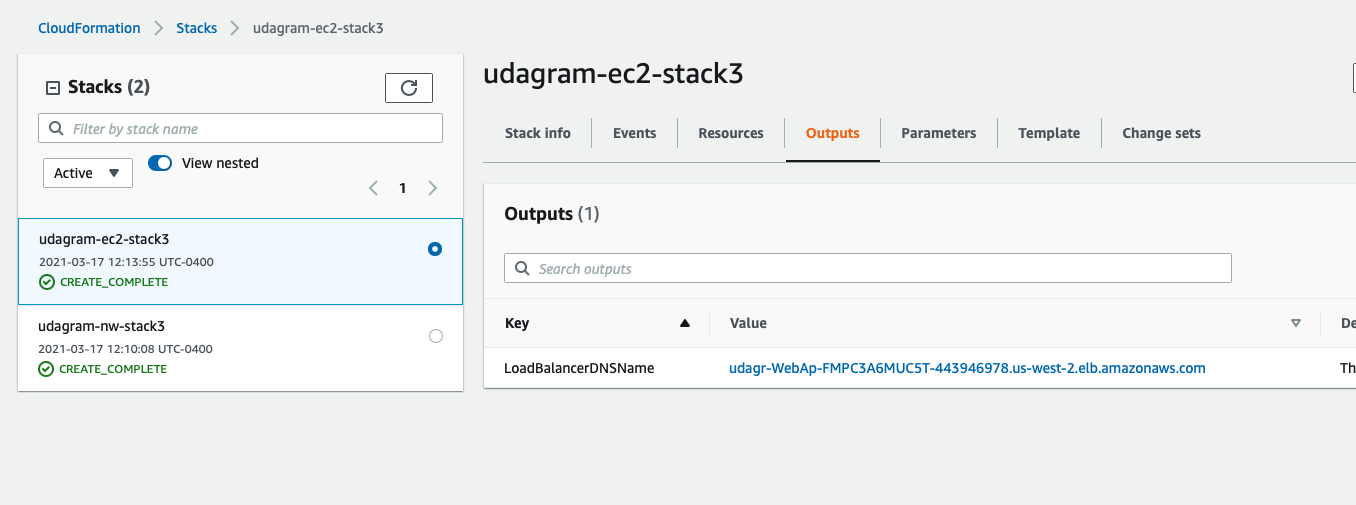 CloudFormation > Stacks > udagram-ec2-stack3
Stacks (2)
Filter by stack name
Active
View nested
1
udagram-ec2-stack3
2021-03-17 12:13:55 UTC-0400
CREATE_COMPLETE
udagram-nw-stack3
2021-03-17 12:10:08 UTC-0400
CREATE_COMPLETE
udagram-ec2-stack3
Stack info Events Resources Outputs Parameters Template Change sets
Outputs (1)
Search outputs
Key Value De
LoadBalancerDNSName udagr-WebAp-FMPC3A6MUC5T-443946978.us-west-2.elb.amazonaws.com Th